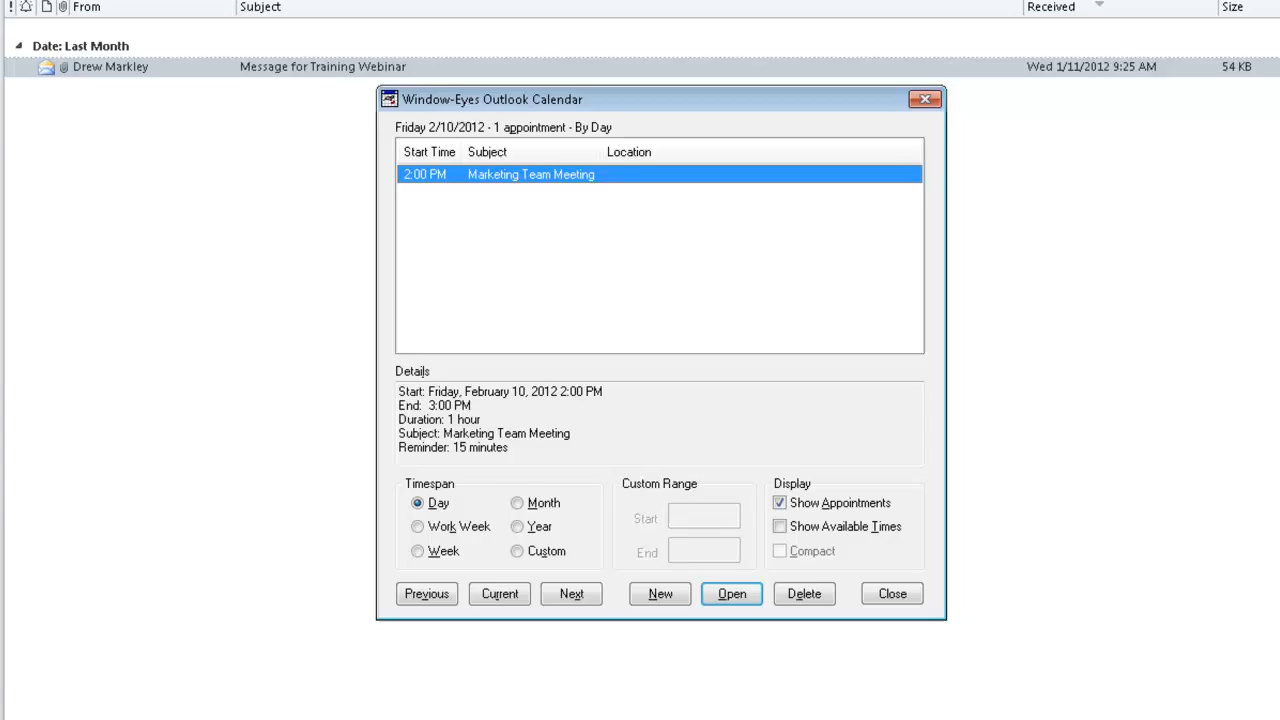 ! From Subject Received Size
Date: Last Month
Drew Markley Message for Training Webinar Wed 1/11/2012 9:25 AM 54 KB
Window-Eyes Outlook Calendar
Friday 2/10/2012 - 1 appointment - By Day
Start Time Subject Location
2:00 PM Marketing Team Meeting
Details
Start: Friday, February 10, 2012 2:00 PM
End: 3:00 PM
Duration: 1 hour
Subject: Marketing Team Meeting
Reminder: 15 minutes
Timespan Custom Range Display
Day Month Show Appointments
Start
Work Week Year Show Available Times
Week Custom End Compact
Previous Current Next New Open Delete Close